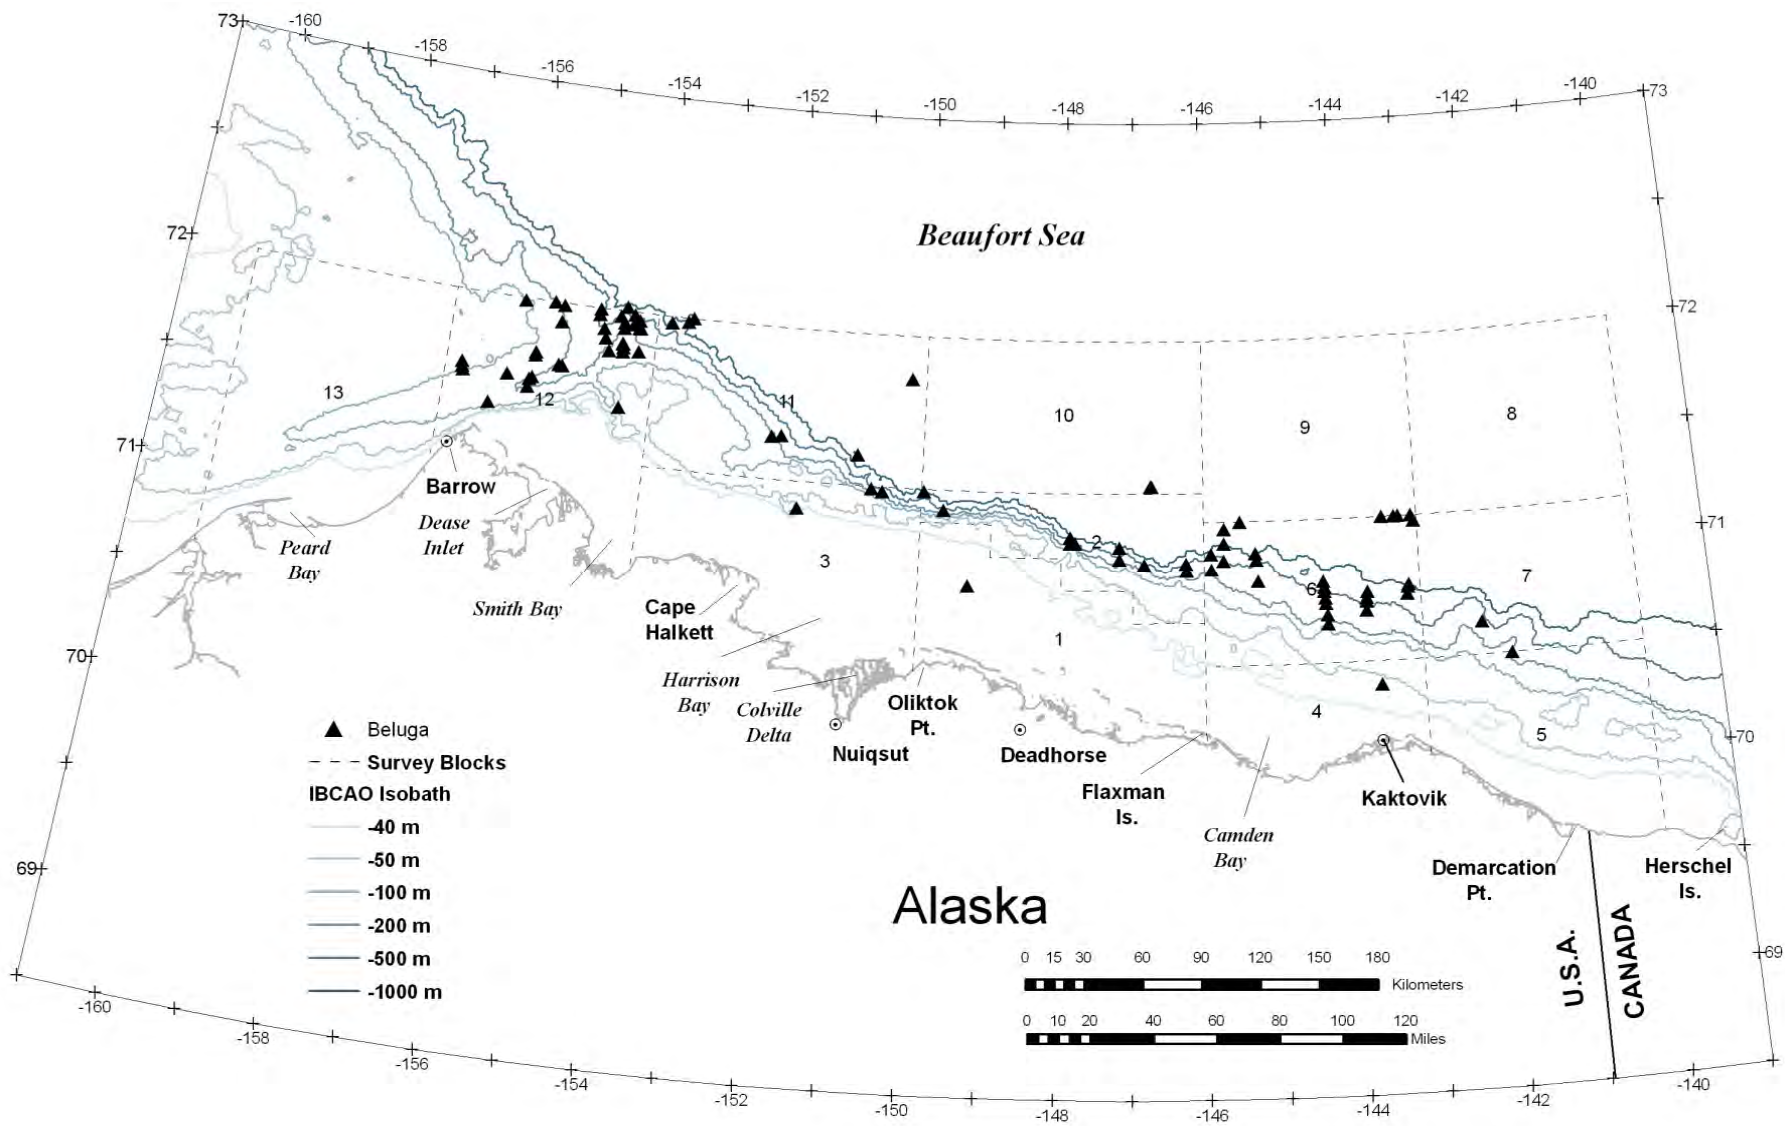 73
-160
-158
-156
-154
-152
-150
-148
-146
-144
-142
-140
73
Beaufort Sea
72
72
13
12
11
10
9
8
71
71
Barrow
Dease
Inlet
Peard
Bay
Smith Bay
3
2
6
7
Cape
Halkett
1
70
Harrison
Bay
Colville
Delta
Oliktok
Pt.
4
5
70
Nuiqsut
Deadhorse
Flaxman
Is.
Kaktovik
Camden
Bay
Demarcation
Pt.
Herschel
Is.
Beluga
Survey Blocks
IBCAO Isobath
-40 m
-50 m
-100 m
-200 m
-500 m
-1000 m
69
Alaska
U.S.A.
CANADA
69
0 15 30 60 90 120 150 180
Kilometers
0 10 20 40 60 80 100 120
Miles
-160
-158
-156
-154
-152
-150
-148
-146
-144
-142
-140